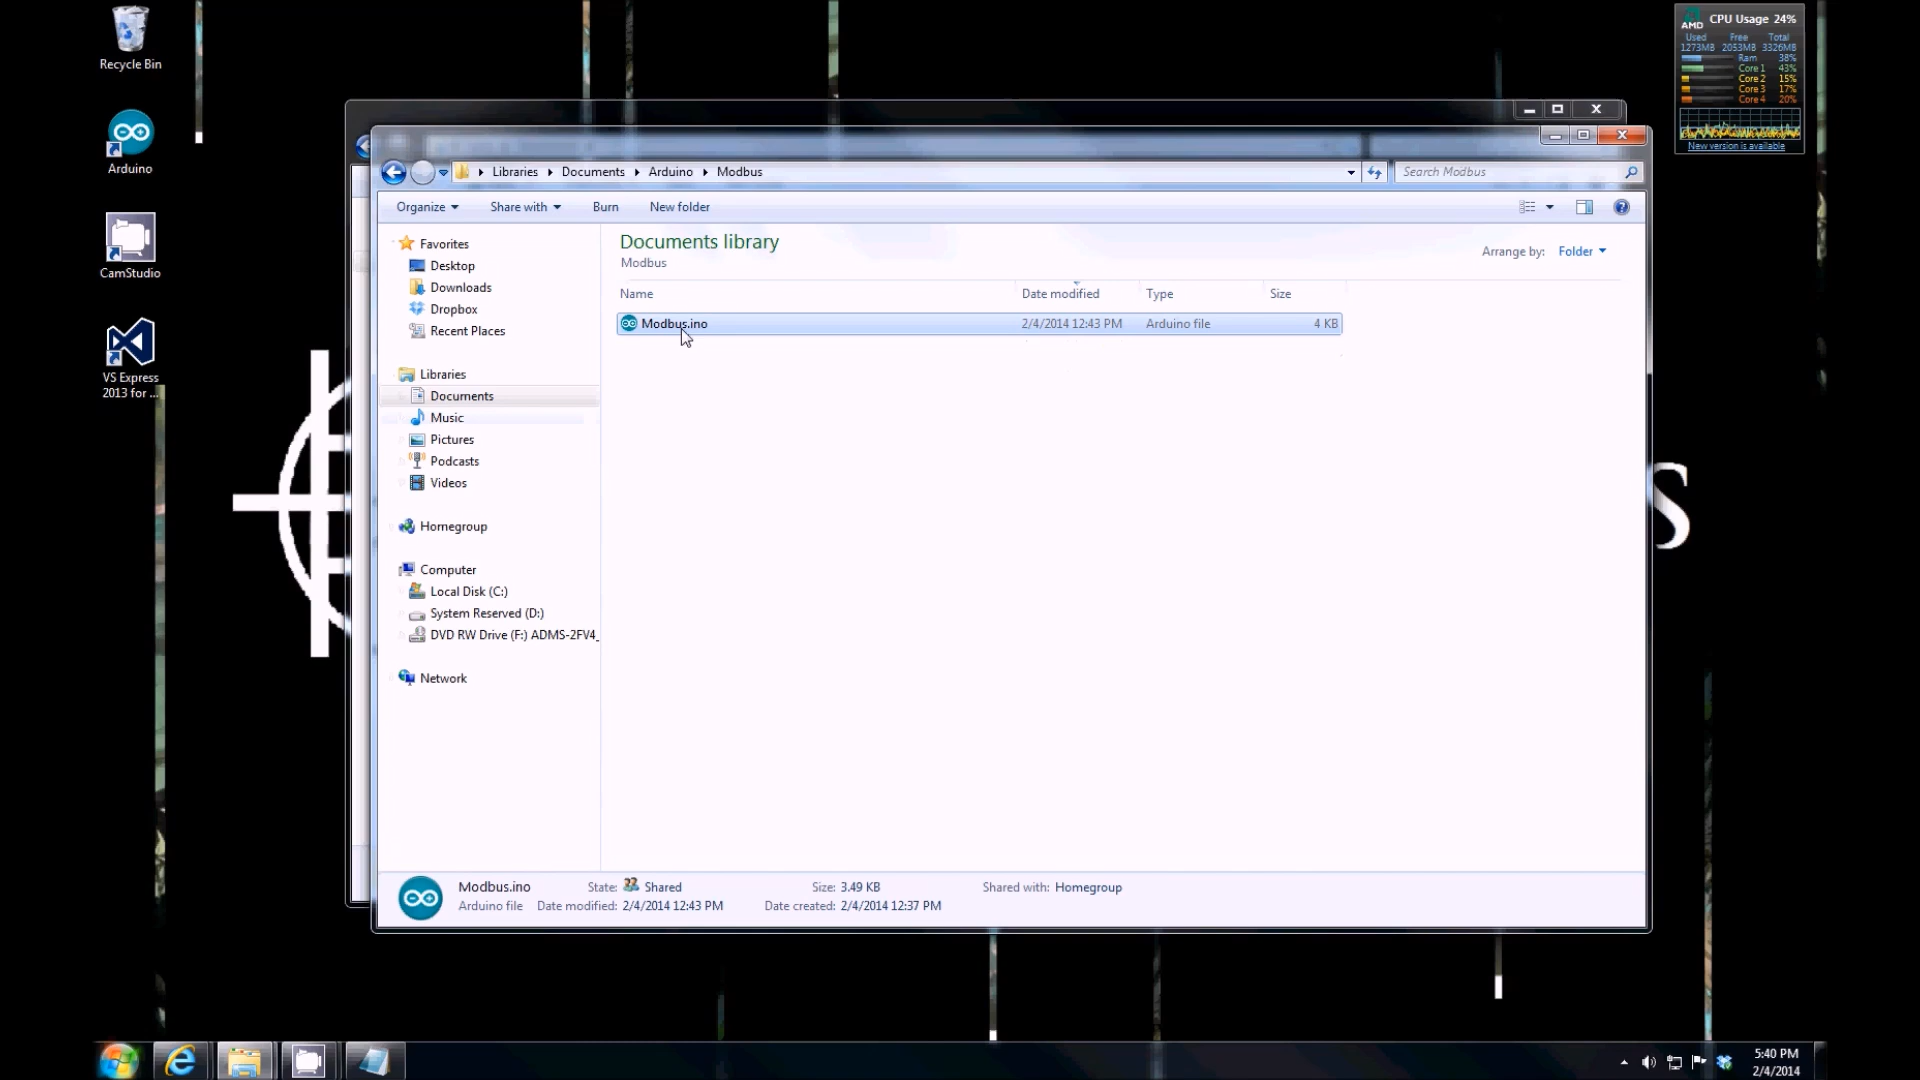 Recycle Bin
Arduino
CamStudio
VS Express
2013 for ...
AMD
CPU Usage 24%
Used Free Total
1273MB 2053MB 3326MB
Ram 38%
Core 1 43%
Core 2 15%
Core 3 17%
Core 4 20%
New version is available
Libraries Documents Arduino Modbus
Search Modbus
Organize Share with Burn New folder
Favorites
Desktop
Downloads
Dropbox
Recent Places
Libraries
Documents
Music
Pictures
Podcasts
Videos
Homegroup
Computer
Local Disk (C:)
System Reserved (D:)
DVD RW Drive (F:) ADMS-2FV4_
Network
Documents library
Modbus
Arrange by: Folder
Name Date modified Type Size
Modbus.ino 2/4/2014 12:43 PM Arduino file 4 KB
Modbus.ino State: Shared Size: 3.49 KB Shared with: Homegroup
Arduino file Date modified: 2/4/2014 12:43 PM Date created: 2/4/2014 12:37 PM
s
5:40 PM
2/4/2014